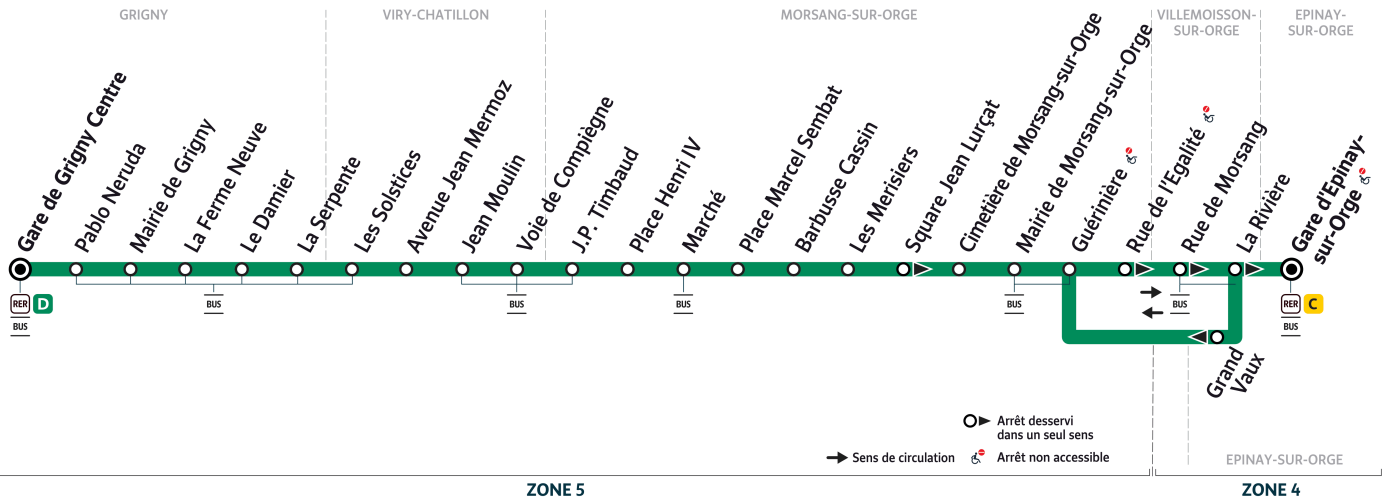 GRIGNY
VIRY-CHATILLON
MORSANG-SUR-ORGE
VILLEMOISSON-
SUR-ORGE
EPINAY-
SUR-ORGE
Gare de Grigny Centre
Pablo Neruda
Mairie de Grigny
La Ferme Neuve
Le Damier
La Serpente
Les Solstices
Avenue Jean Mermoz
Jean Moulin
Voie de Compiègne
J.P. Timbaud
Place Henri IV
Marché
Place Marcel Sembat
Barbusse Cassin
Les Merisiers
Square Jean Lurçat
Cimetière de Morsang-sur-Orge
Mairie de Morsang-sur-Orge
Guérinière
Rue de l'Egalité
Rue de Morsang
La Rivière
Gare d'Epinay-
sur-Orge
RER D
BUS
BUS
BUS
BUS
BUS
BUS
RER C
BUS
Grand
Vaux
Arrêt desservi
dans un seul sens
Sens de circulation
Arrêt non accessible
EPINAY-SUR-ORGE
ZONE 5
ZONE 4